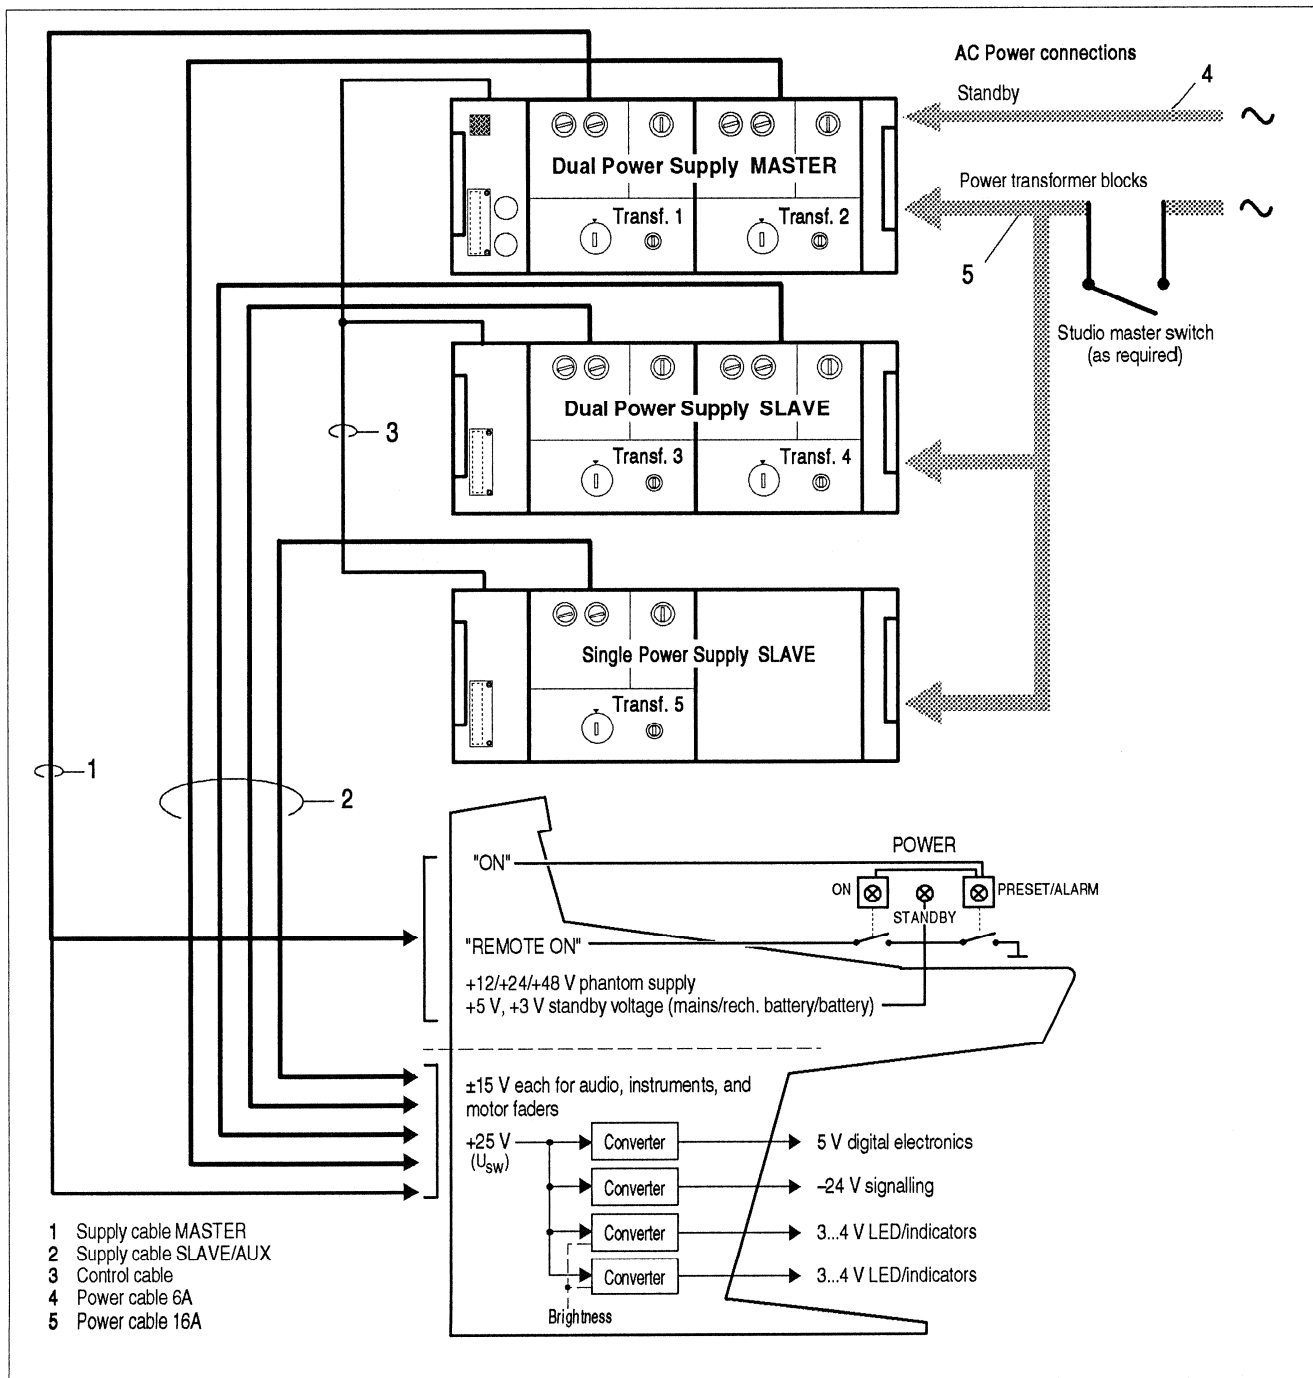 AC Power connections
4
Standby
Dual Power Supply MASTER
Power transformer blocks
Transf. 1
Transf. 2
5
Studio master switch
(as required)
Dual Power Supply SLAVE
3
Transf. 3
Transf. 4
Single Power Supply SLAVE
Transf. 5
1
2
POWER
"ON"
ON
PRESET/ALARM
STANDBY
"REMOTE ON"
+12/+24/+48 V phantom supply
+5 V, +3 V standby voltage (mains/rech. battery/battery)
±15 V each for audio, instruments, and
motor faders
+25 V
(USW)
Converter
5 V digital electronics
Converter
–24 V signalling
Converter
3...4 V LED/indicators
Converter
3...4 V LED/indicators
Brightness
1 Supply cable MASTER
2 Supply cable SLAVE/AUX
3 Control cable
4 Power cable 6A
5 Power cable 16A